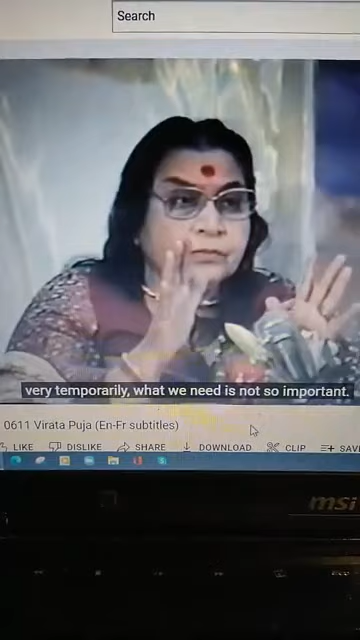 Search
very temporarily, what we need is not so important.
0611 Virata Puja (En-Fr subtitles)
LIKE DISLIKE SHARE DOWNLOAD CLIP SAVE
msi